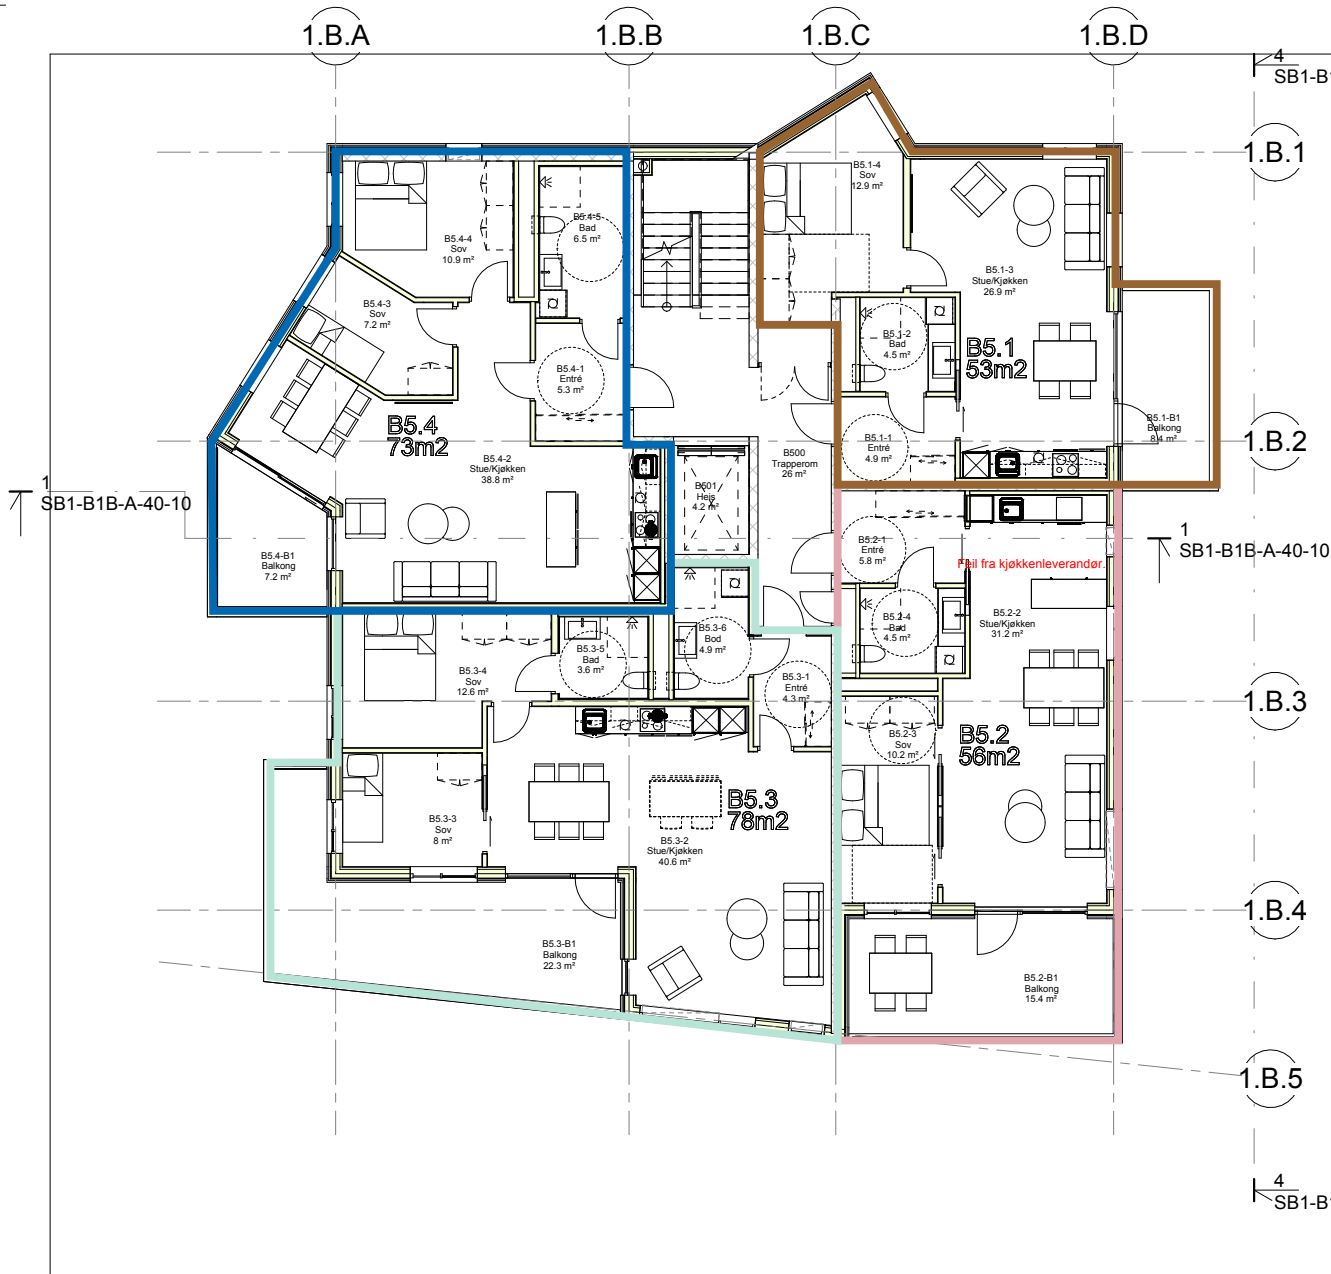 1.B.A
1.B.B
1.B.C
1.B.D
4
SB1-B1
1.B.1
B5.1-4
Sov
12.9 m²
B5.4-5
Bad
6.5 m²
B5.4-4
Sov
10.9 m²
B5.1-3
Stue/Kjøkken
26.9 m²
B5.4-3
Sov
7.2 m²
B5.1-2
Bad
4.5 m²
B5.1
53m2
B5.4-1
Entré
5.3 m²
B5.4
73m2
B5.1-B1
Balkong
8.4 m²
1.B.2
B5.1-1
Entré
4.9 m²
B5.4-2
Stue/Kjøkken
38.8 m²
B500
Trapperom
26 m²
1
SB1-B1B-A-40-10
B501
Heis
4.2 m²
B5.2-1
Entré
5.8 m²
1
SB1-B1B-A-40-10
B5.4-B1
Balkong
7.2 m²
Feil fra kjøkkenleverandør.
B5.2-2
Stue/Kjøkken
31.2 m²
B5.2-4
Bad
4.5 m²
B5.3-6
Bod
4.9 m²
B5.3-5
Bad
3.6 m²
B5.3-4
Sov
12.6 m²
B5.3-1
Entré
4.3 m²
1.B.3
B5.2-3
Sov
10.2 m²
B5.2
56m2
B5.3
78m2
B5.3-3
Sov
8 m²
B5.3-2
Stue/Kjøkken
40.6 m²
1.B.4
B5.3-B1
Balkong
22.3 m²
B5.2-B1
Balkong
15.4 m²
1.B.5
4
SB1-B1